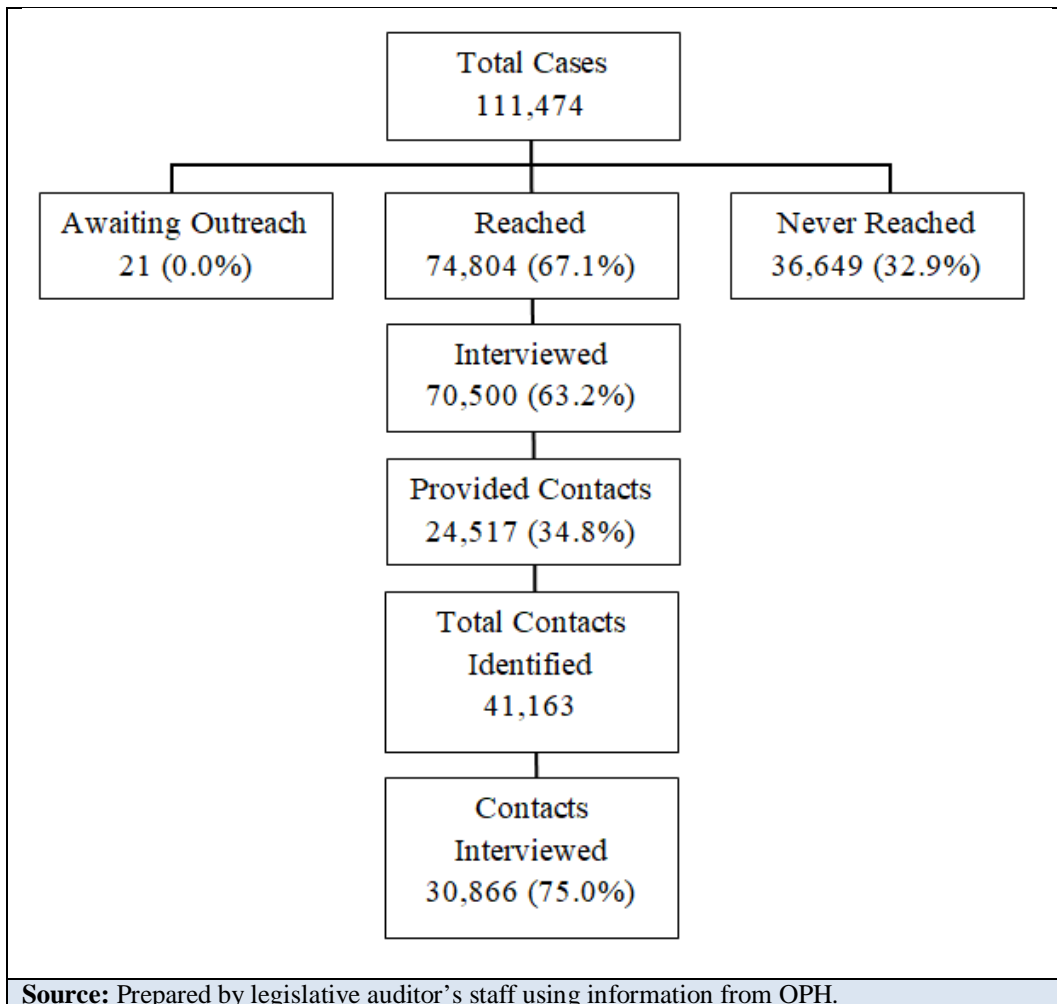 Total Cases
111,474
Awaiting Outreach
21 (0.0%)
Reached
74,804 (67.1%)
Never Reached
36,649 (32.9%)
Interviewed
70,500 (63.2%)
Provided Contacts
24,517 (34.8%)
Total Contacts
Identified
41,163
Contacts
Interviewed
30,866 (75.0%)
Source: Prepared by legislative auditor’s staff using information from OPH.